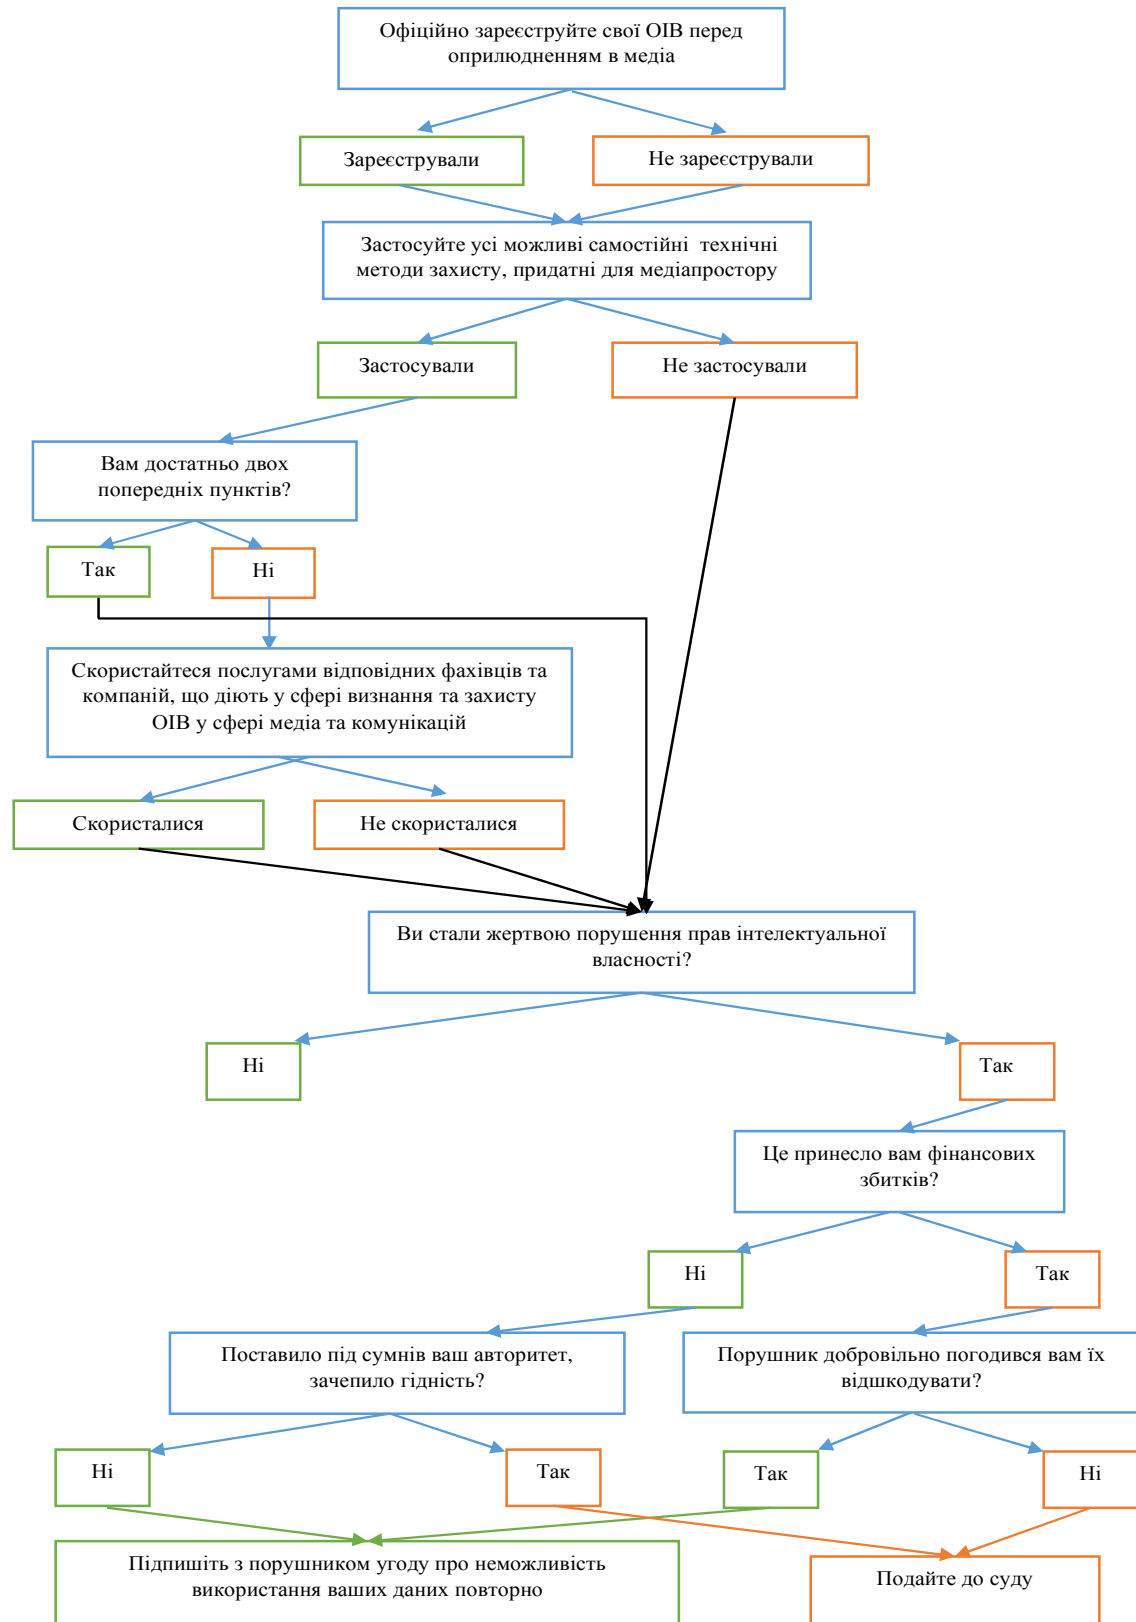 Офіційно зареєструйте свої ОІВ перед
оприлюдненням в медіа
Зареєстрували
Не зареєстрували
Застосуйте усі можливі самостійні технічні
методи захисту, придатні для медіапростору
Застосували
Не застосували
Вам достатньо двох
попередніх пунктів?
Так
Ні
Скористайтеся послугами відповідних фахівців та
компаній, що діють у сфері визнання та захисту
ОІВ у сфері медіа та комунікацій
Скористалися
Не скористалися
Ви стали жертвою порушення прав інтелектуальної
власності?
Ні
Так
Це принесло вам фінансових
збитків?
Ні
Так
Поставило під сумнів ваш авторитет,
зачепило гідність?
Порушник добровільно погодився вам їх
відшкодувати?
Ні
Так
Так
Ні
Підпишіть з порушником угоду про неможливість
використання ваших даних повторно
Подайте до суду